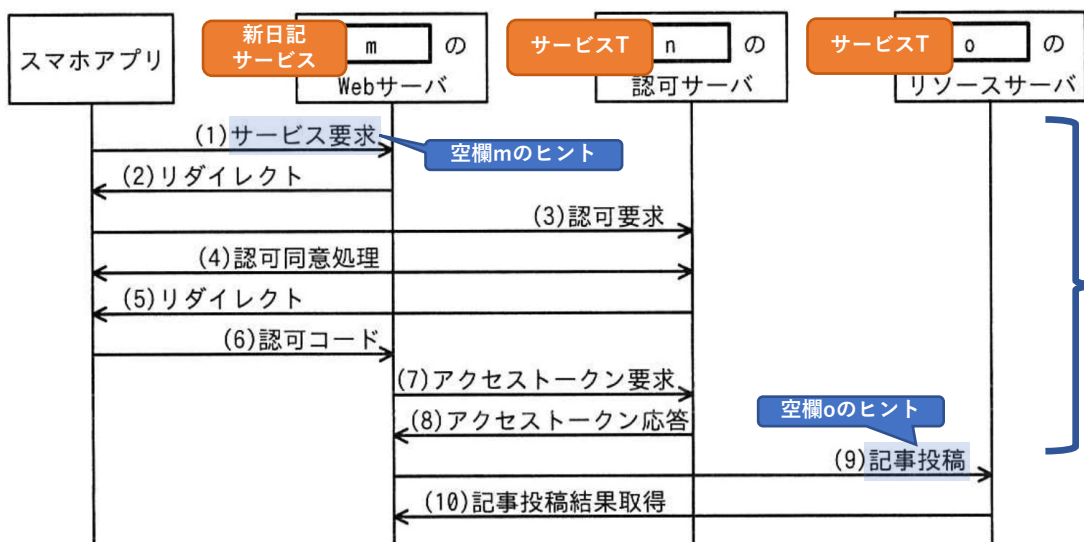 スマホアプリ
新日記
サービス
m の
Webサーバ
サービスT
n の
認可サーバ
サービスT
o の
リソースサーバ
(1)サービス要求
空欄mのヒント
(2)リダイレクト
(3)認可要求
(4)認可同意処理
(5)リダイレクト
(6)認可コード
(7)アクセストークン要求
空欄oのヒント
(8)アクセストークン応答
(9)記事投稿
(10)記事投稿結果取得